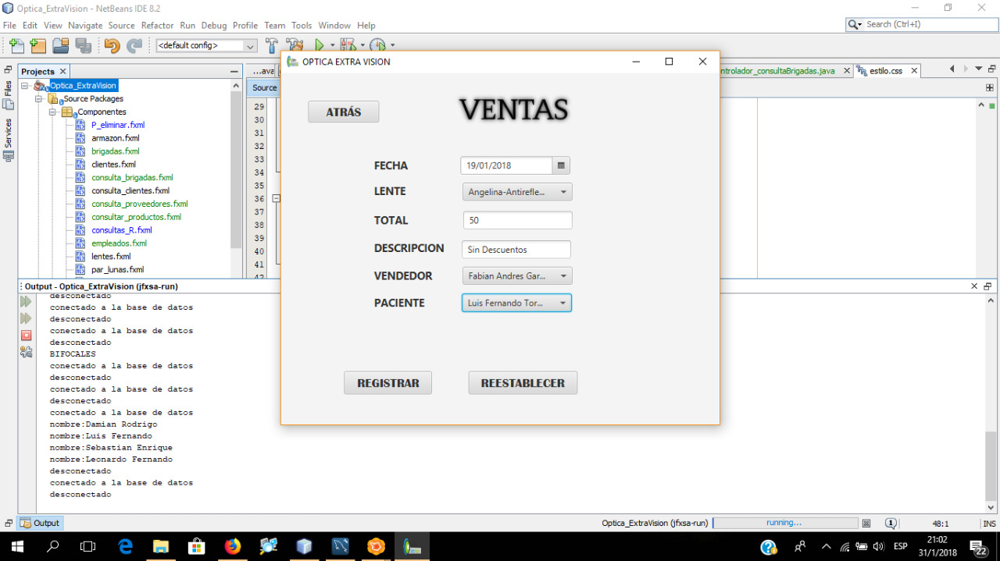 Optica_ExtraVision - NetBeans IDE 8.2
File Edit View Navigate Source Refactor Run Debug Profile Team Tools Window Help
Search (Ctrl+I)
<default config>
Projects
...ava
ntrolador_consultaBrigadas.java
estilo.css
Files
Services
Optica_ExtraVision
Source Packages
Componentes
P_eliminar.fxml
armazon.fxml
brigadas.fxml
clientes.fxml
consulta_brigadas.fxml
consulta_clientes.fxml
consulta_proveedores.fxml
consultar_productos.fxml
consultas_R.fxml
empleados.fxml
lentes.fxml
par_lunas.fxml
Source
29
30
31
32
33
34
35
36
37
38
39
40
41
42
OPTICA EXTRA VISION
ATRÁS
VENTAS
FECHA 19/01/2018
LENTE Angelina-Antirefle...
TOTAL 50
DESCRIPCION Sin Descuentos
VENDEDOR Fabian Andres Gar...
PACIENTE Luis Fernando Tor...
REGISTRAR REESTABLECER
Output - Optica_ExtraVision (jfxsa-run)
desconectado
conectado a la base de datos
desconectado
conectado a la base de datos
desconectado
BIFOCALES
conectado a la base de datos
desconectado
conectado a la base de datos
desconectado
conectado a la base de datos
nombre:Damian Rodrigo
nombre:Luis Fernando
nombre:Sebastian Enrique
nombre:Leonardo Fernando
desconectado
conectado a la base de datos
desconectado
Output
Optica_ExtraVision (jfxsa-run) running... 1 48:1 INS
ESP
21:02
31/1/2018
22